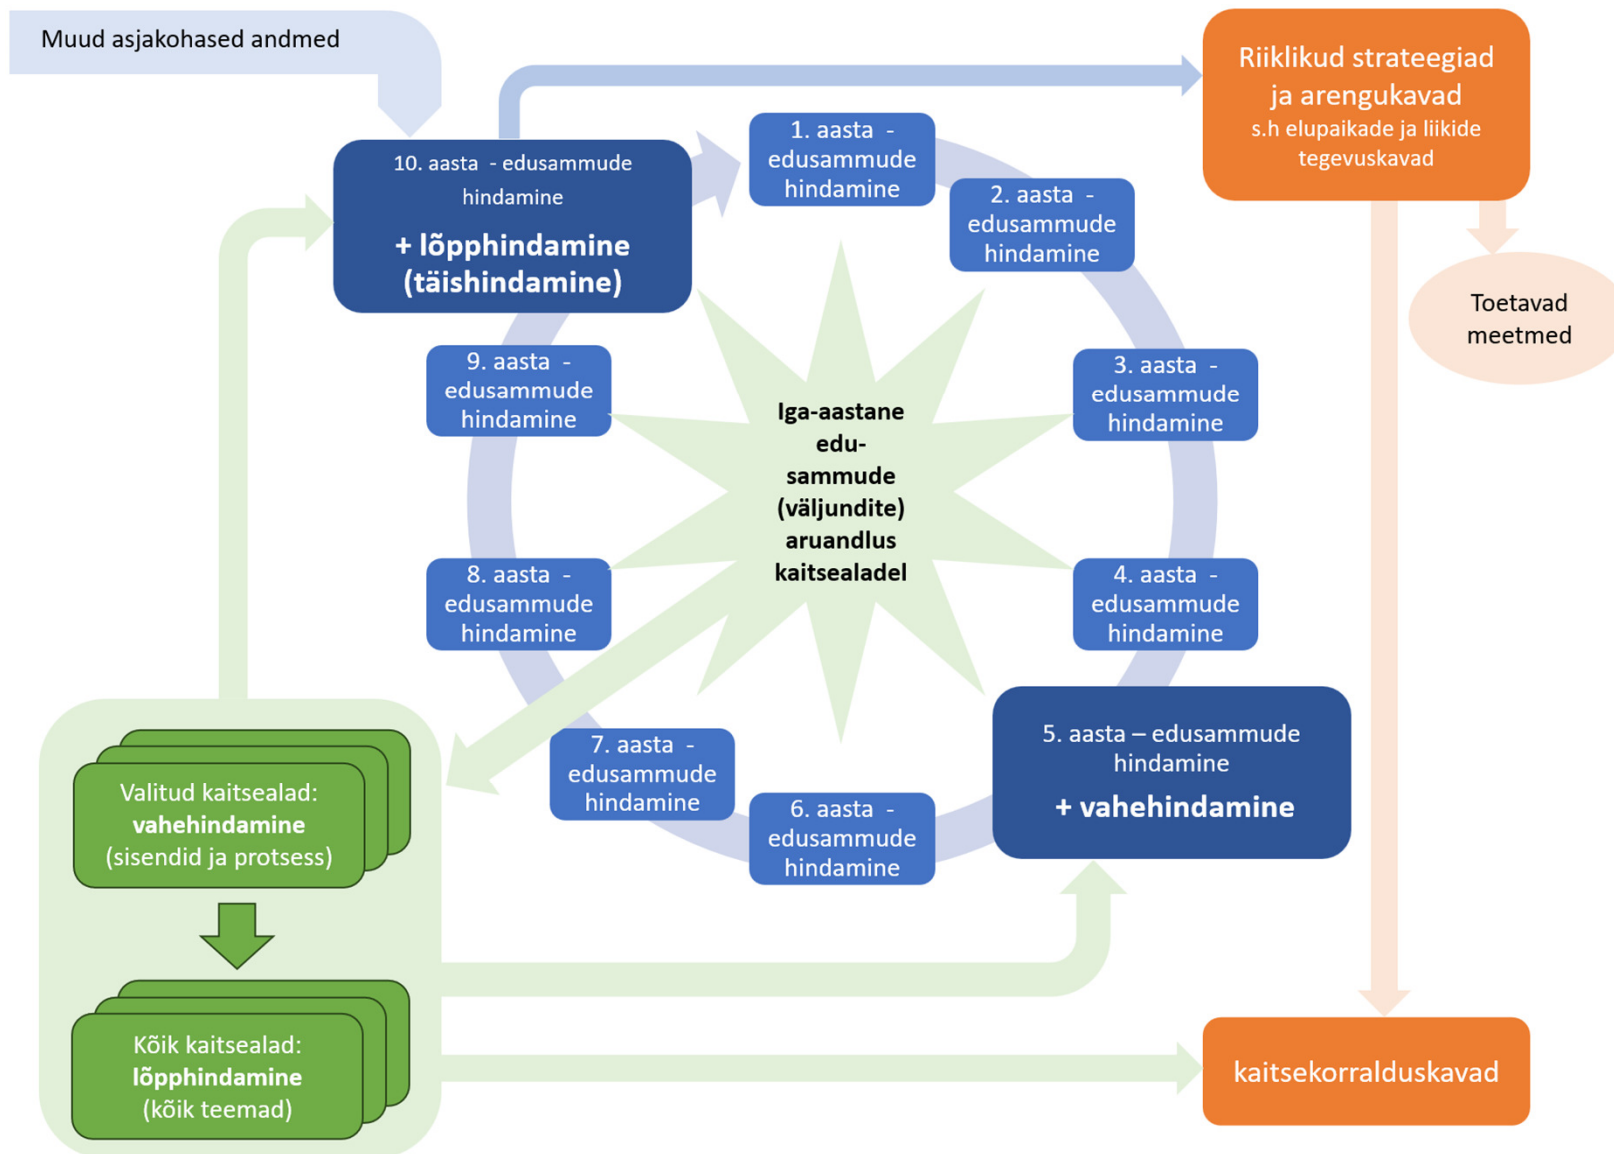 Muud asjakohased andmed
Riiklikud strateegiad
ja arengukavad
s.h elupaikade ja liikide
tegevuskavad
10. aasta - edusammude
hindamine
+ lõpphindamine
(täishindamine)
1. aasta -
edusammude
hindamine
2. aasta -
edusammude
hindamine
Toetavad
meetmed
3. aasta -
edusammude
hindamine
9. aasta -
edusammude
hindamine
Iga-aastane
edu-
sammude
(väljundite)
aruandlus
kaitsealadel
4. aasta -
edusammude
hindamine
8. aasta -
edusammude
hindamine
5. aasta – edusammude
hindamine
+ vahehindamine
7. aasta -
edusammude
hindamine
6. aasta -
edusammude
hindamine
Valitud kaitsealad:
vahehindamine
(sisendid ja protsess)
Kõik kaitsealad:
lõpphindamine
(kõik teemad)
kaitsekorralduskavad